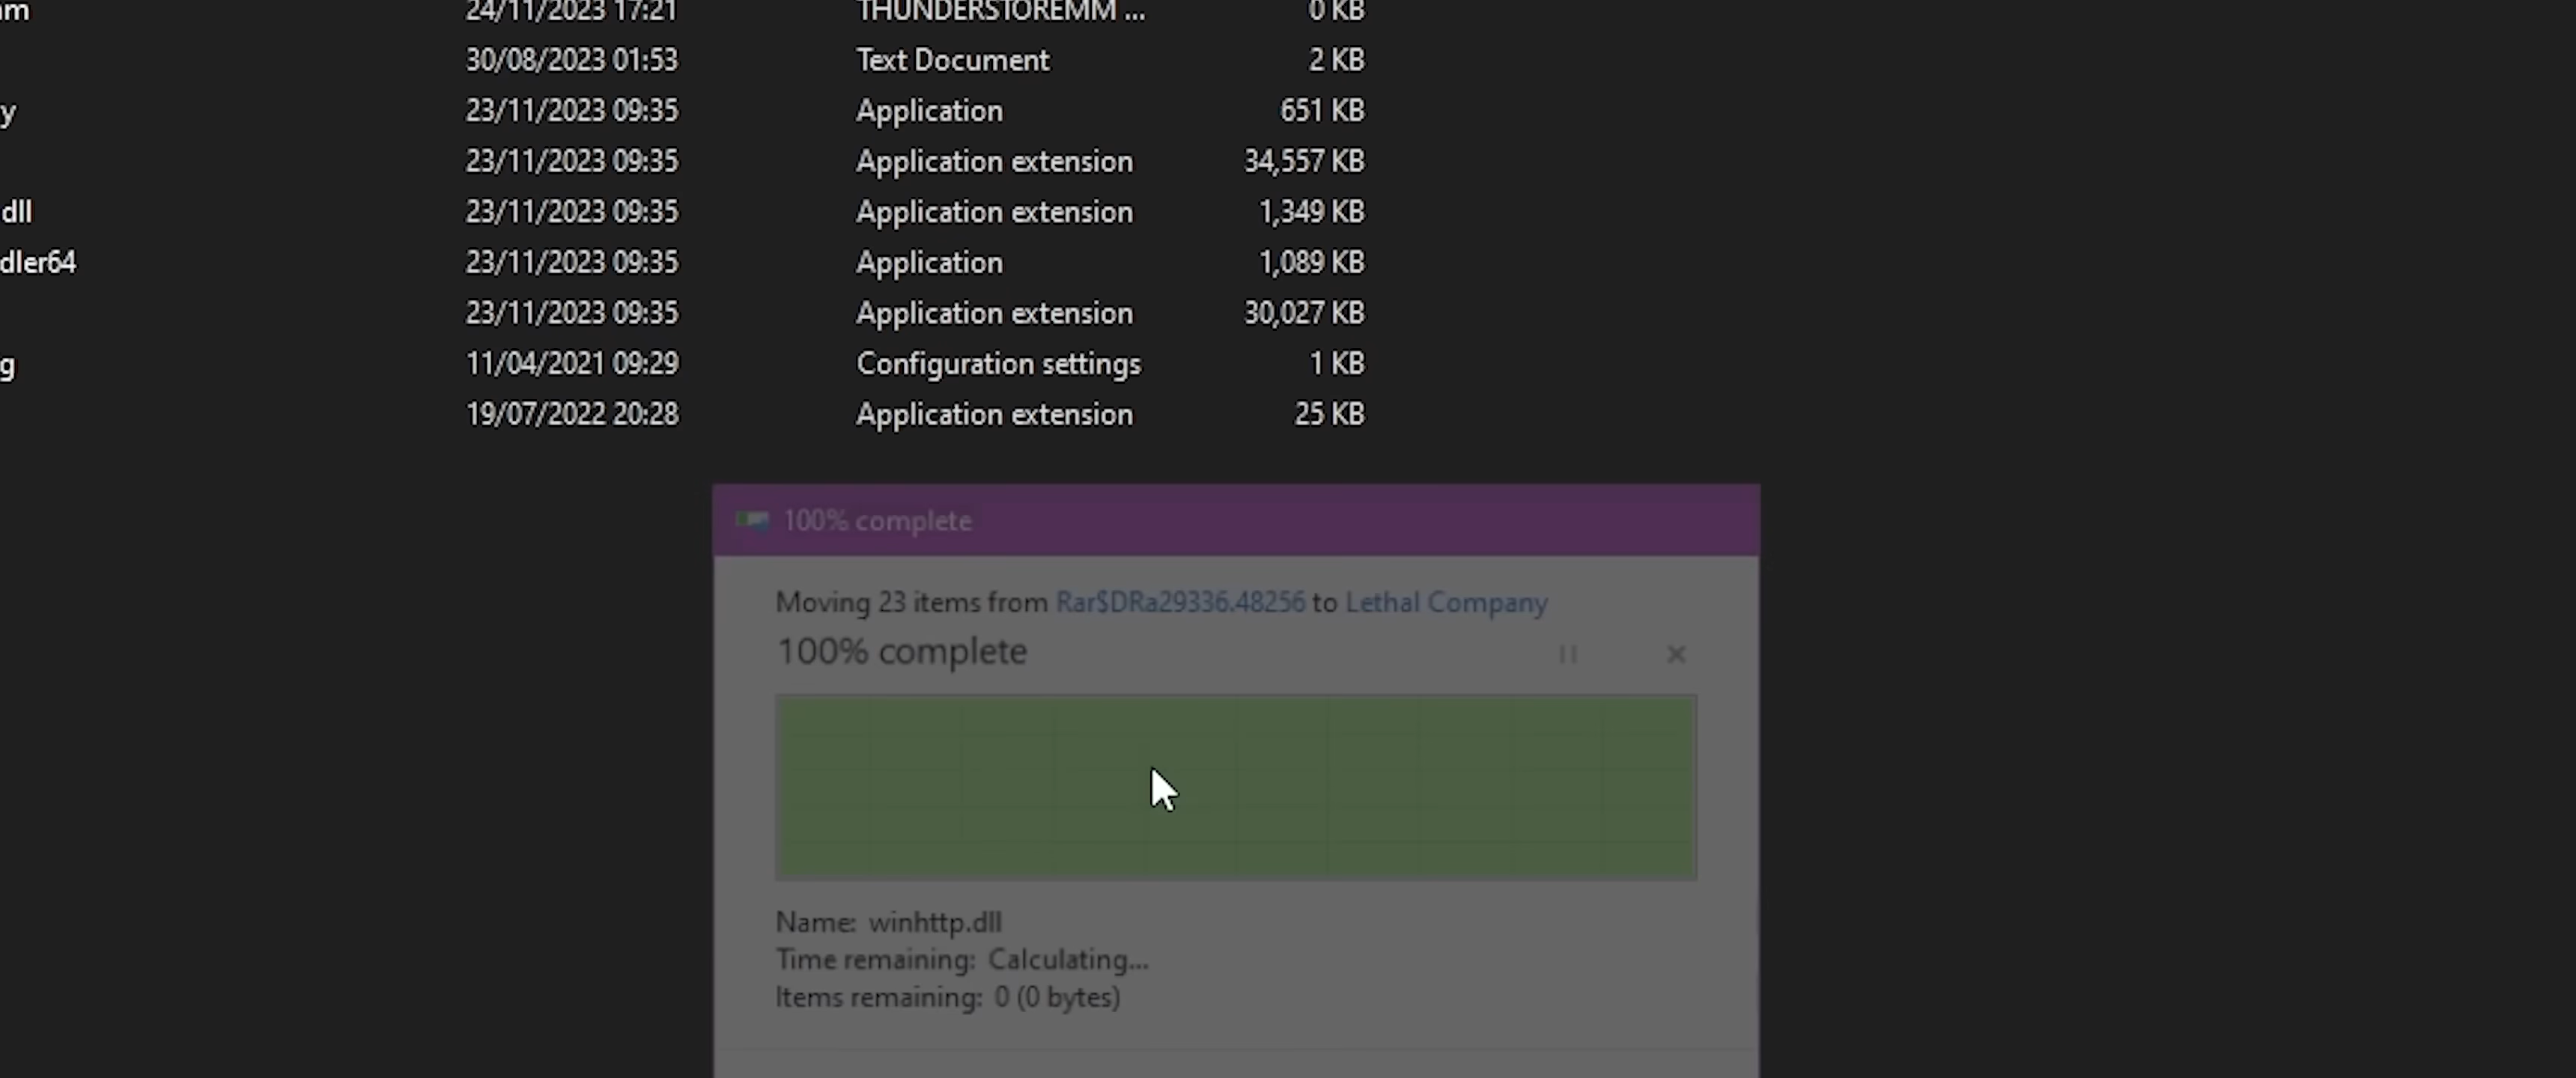 am 24/11/2023 17:21 THUNDERSTOREMM ... 0 KB
30/08/2023 01:53 Text Document 2 KB
y 23/11/2023 09:35 Application 651 KB
23/11/2023 09:35 Application extension 34,557 KB
dll 23/11/2023 09:35 Application extension 1,349 KB
dler64 23/11/2023 09:35 Application 1,089 KB
23/11/2023 09:35 Application extension 30,027 KB
g 11/04/2021 09:29 Configuration settings 1 KB
19/07/2022 20:28 Application extension 25 KB
100% complete
Moving 23 items from Rar$DRa29336.48256 to Lethal Company
100% complete
Name: winhttp.dll
Time remaining: Calculating...
Items remaining: 0 (0 bytes)